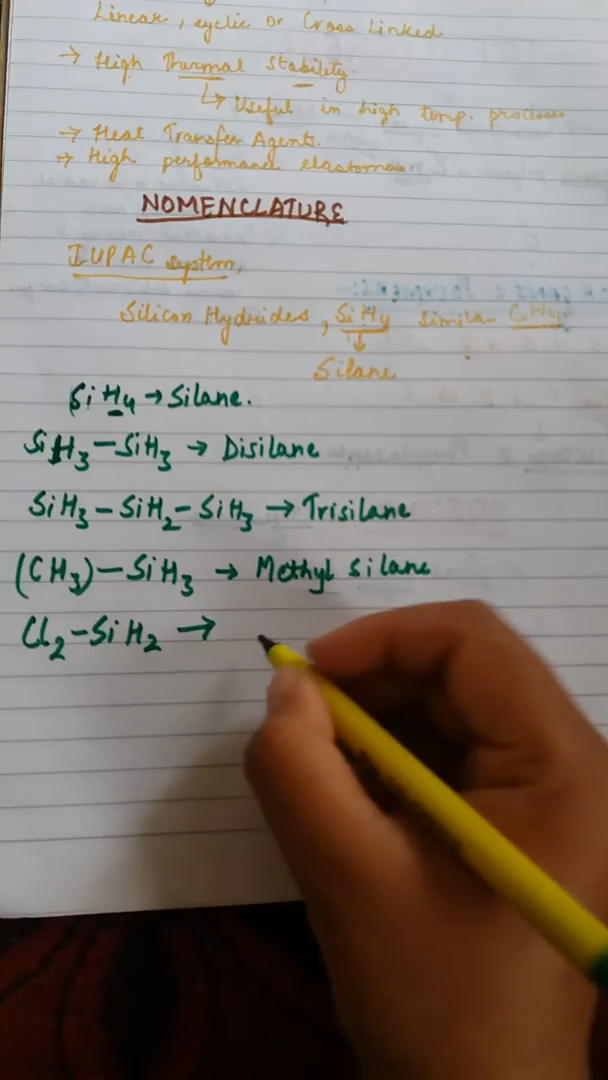 Linear, cyclic or Cross Linked
→ High Thermal Stability.
↳ Useful in high temp. process
→ Heat Transfer Agents.
→ High performance elastomers
NOMENCLATURE
IUPAC system,
Silicon Hydrides, SiH4 similar CH4
↓
Silane
SiH4 → Silane.
SiH3 - SiH3 → Disilane
SiH3 - SiH2 - SiH3 → Trisilane
(CH3) - SiH3 → Methyl silane
Cl2 - SiH2 →